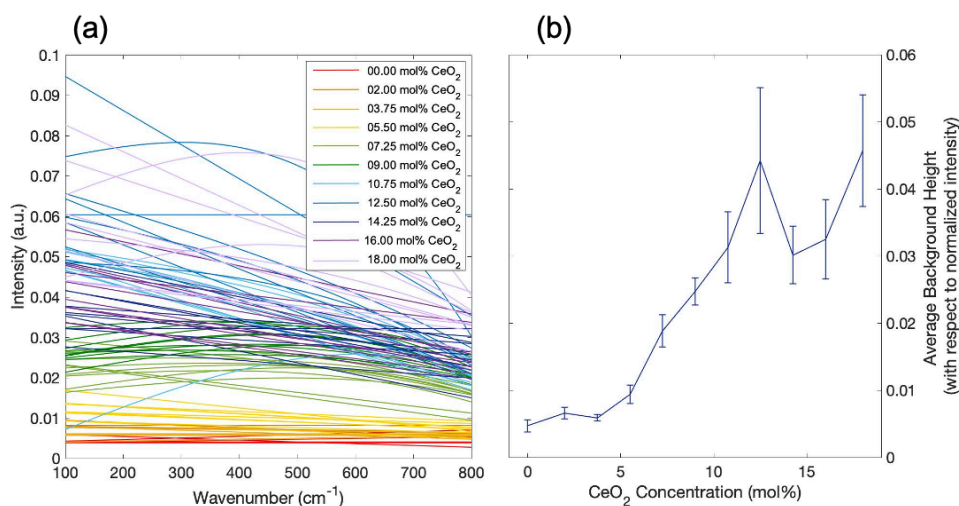 (a)
(b)
0.1
0.09
0.08
0.07
0.06
0.05
0.04
0.03
0.02
0.01
0
Intensity (a.u.)
00.00 mol% CeO₂
02.00 mol% CeO₂
03.75 mol% CeO₂
05.50 mol% CeO₂
07.25 mol% CeO₂
09.00 mol% CeO₂
10.75 mol% CeO₂
12.50 mol% CeO₂
14.25 mol% CeO₂
16.00 mol% CeO₂
18.00 mol% CeO₂
100 200 300 400 500 600 700 800
Wavenumber (cm⁻¹)
0.06
0.05
0.04
0.03
0.02
0.01
0
Average Background Height
(with respect to normalized intensity)
0 5 10 15
CeO₂ Concentration (mol%)